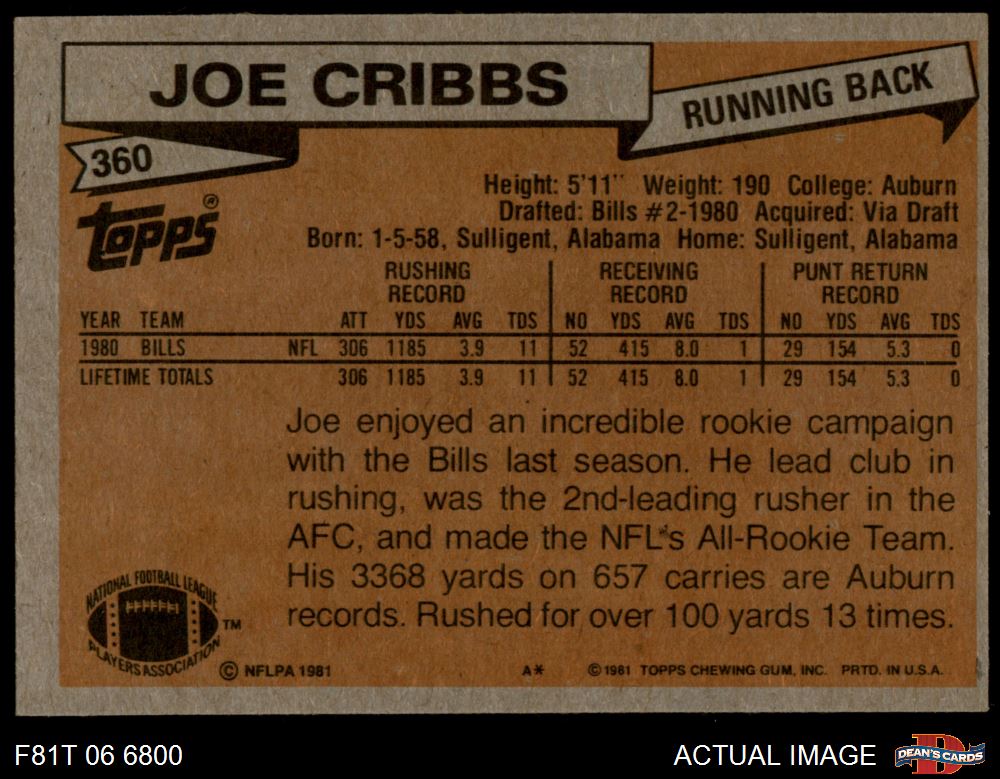 JOE CRIBBS
RUNNING BACK
360
topps®
Height: 5'11" Weight: 190 College: Auburn
Drafted: Bills #2-1980 Acquired: Via Draft
Born: 1-5-58, Sulligent, Alabama Home: Sulligent, Alabama
RUSHING RECORD RECEIVING RECORD PUNT RETURN RECORD
YEAR TEAM ATT YDS AVG TDS NO YDS AVG TDS NO YDS AVG TDS
1980 BILLS NFL 306 1185 3.9 11 52 415 8.0 1 29 154 5.3 0
LIFETIME TOTALS 306 1185 3.9 11 52 415 8.0 1 29 154 5.3 0
Joe enjoyed an incredible rookie campaign
with the Bills last season. He lead club in
rushing, was the 2nd-leading rusher in the
AFC, and made the NFL's All-Rookie Team.
His 3368 yards on 657 carries are Auburn
records. Rushed for over 100 yards 13 times.
NATIONAL FOOTBALL LEAGUE
PLAYERS ASSOCIATION
TM
© NFLPA 1981 A* © 1981 TOPPS CHEWING GUM, INC. PRTD. IN U.S.A.
F81T 06 6800 ACTUAL IMAGE D DEAN'S CARDS